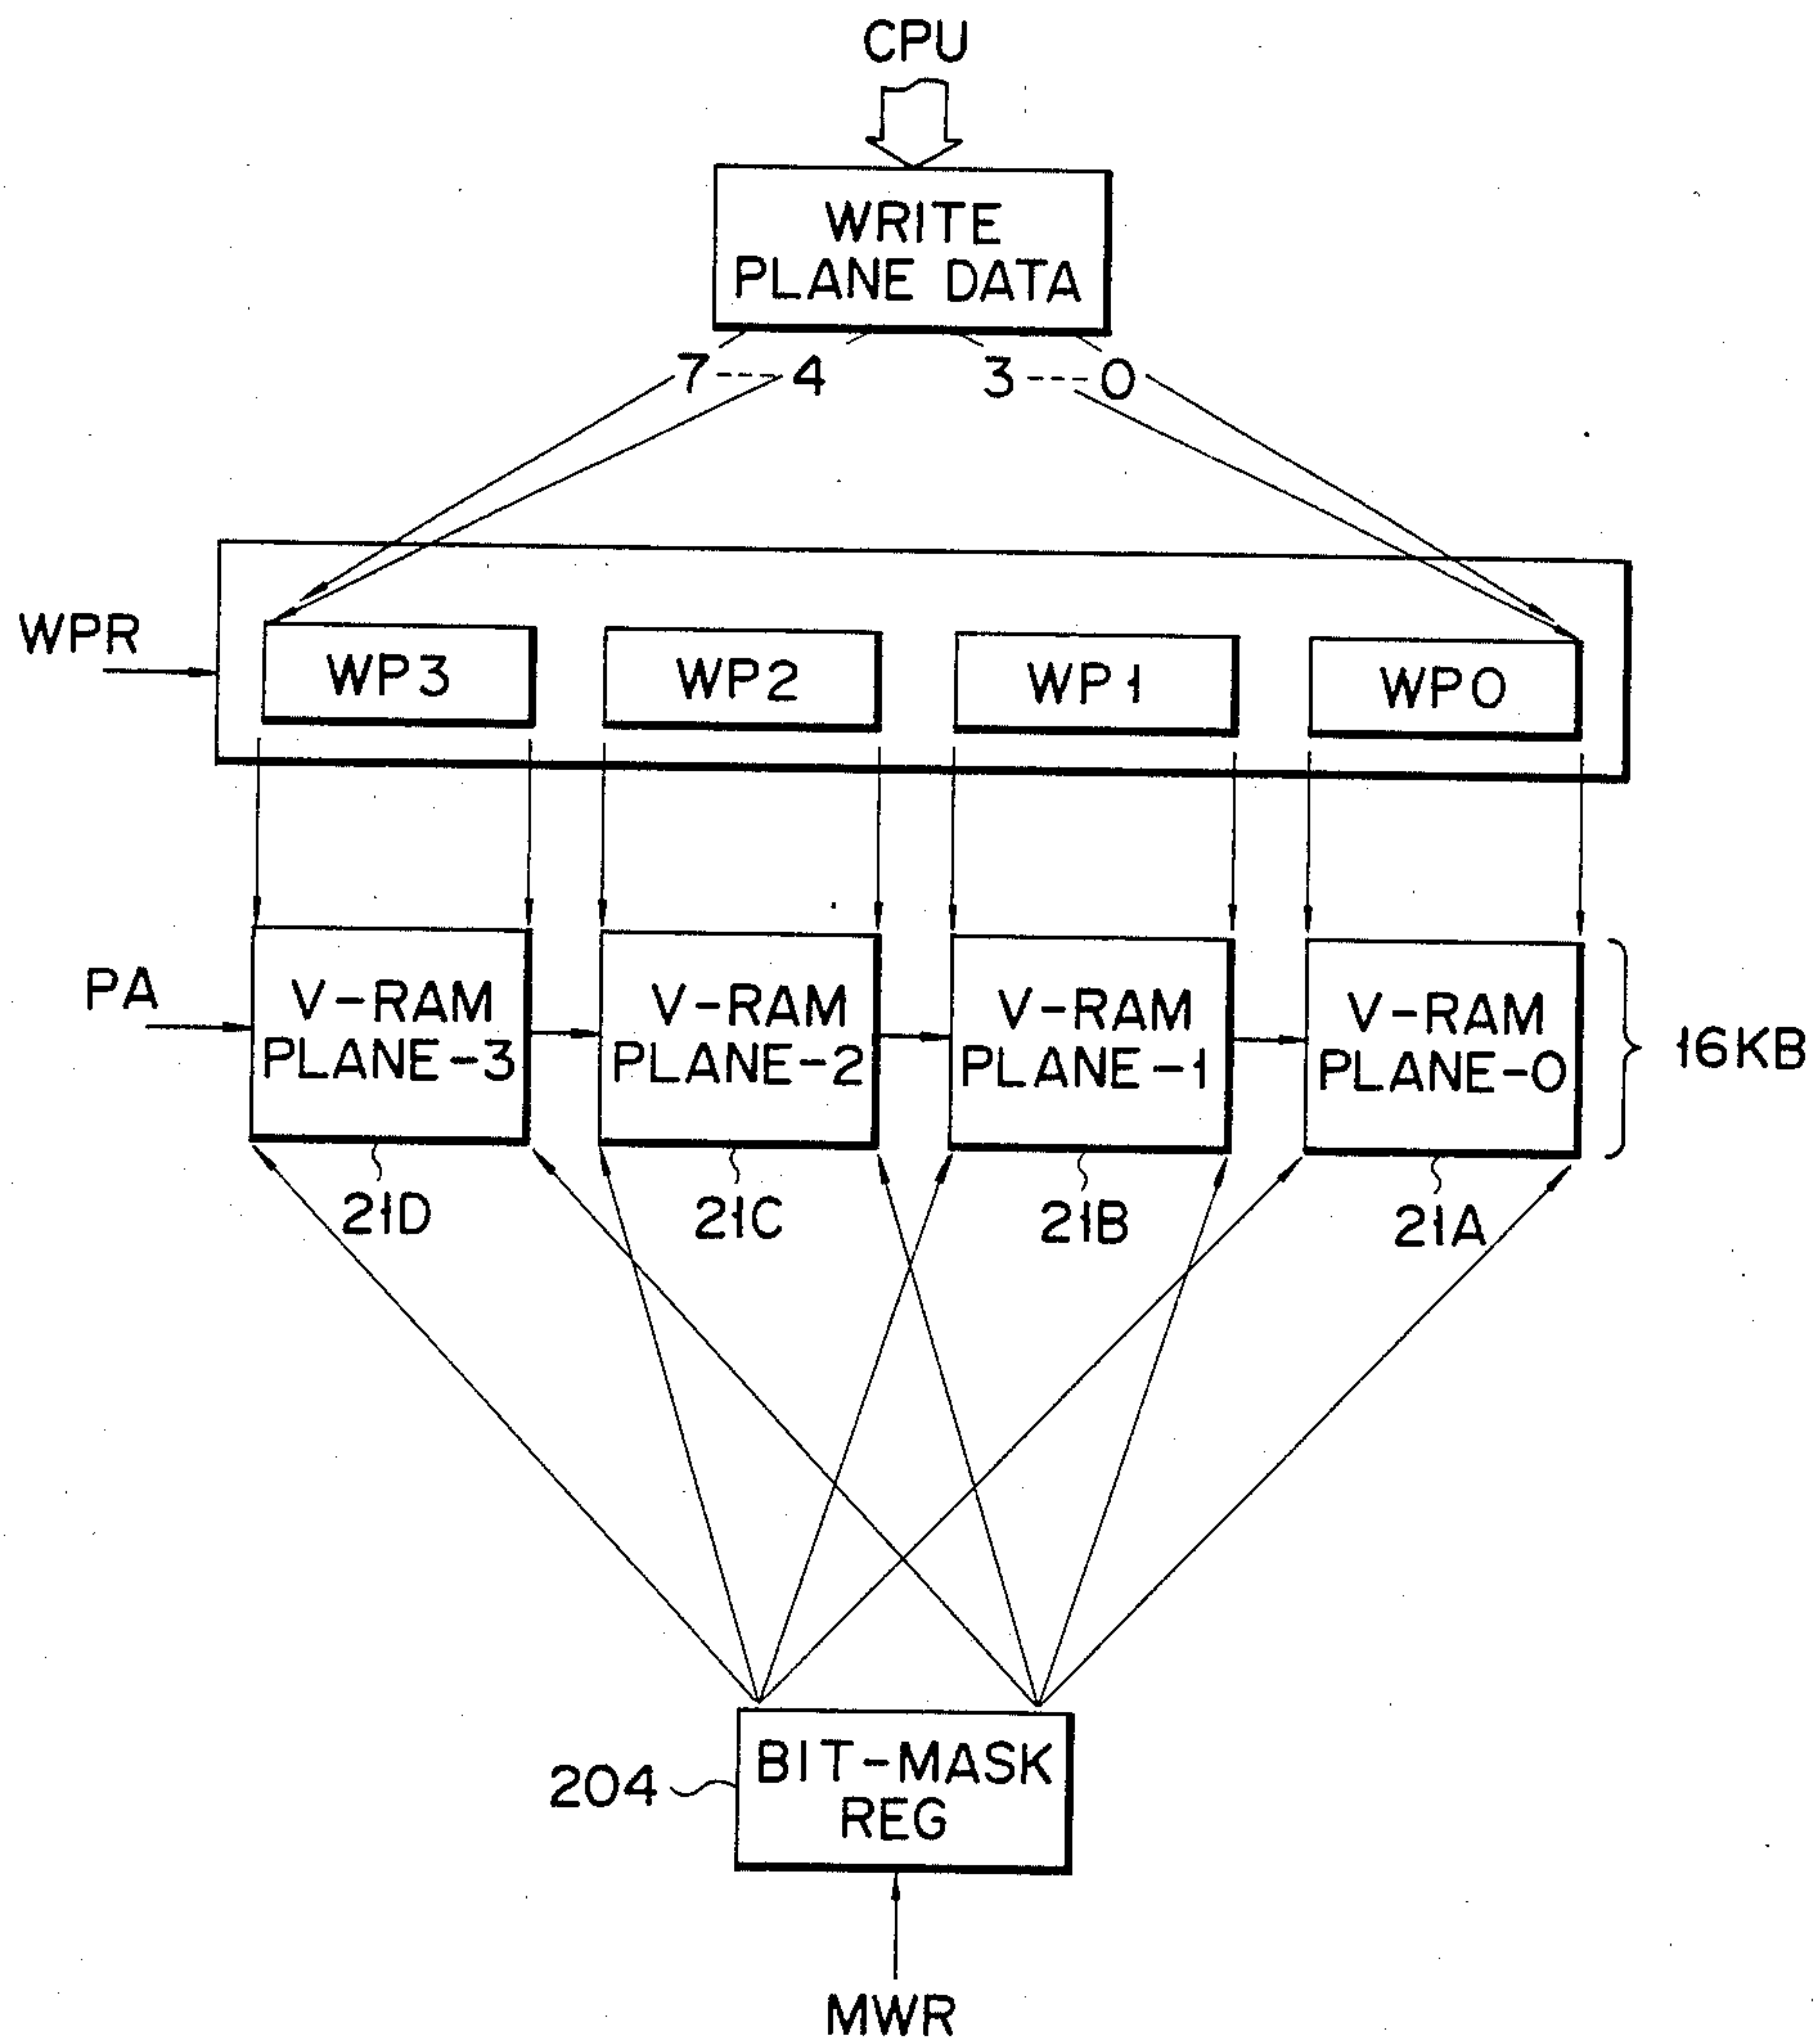 CPU
WRITE
PLANE DATA
7----4 3----0
WPR
WP3 WP2 WP1 WP0
PA
V-RAM
PLANE-3
V-RAM
PLANE-2
V-RAM
PLANE-1
V-RAM
PLANE-0
16KB
21D 21C 21B 21A
204
BIT-MASK
REG
MWR